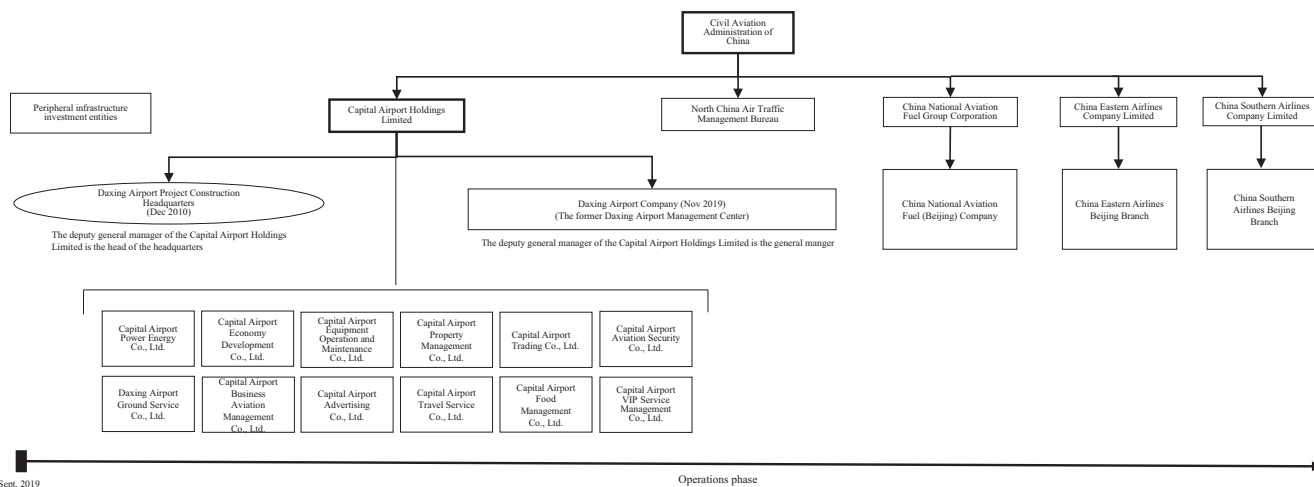 Civil Aviation
Administration of
China
Peripheral infrastructure
investment entities
Capital Airport Holdings
Limited
North China Air Traffic
Management Bureau
China National Aviation
Fuel Group Corporation
China Eastern Airlines
Company Limited
China Southern Airlines
Company Limited
Daxing Airport Project Construction
Headquarters
(Dec 2010)
The deputy general manager of the Capital Airport Holdings
Limited is the head of the headquarters
Daxing Airport Company (Nov 2019)
(The former Daxing Airport Management Center)
The deputy general manager of the Capital Airport Holdings Limited is the general manger
China National Aviation
Fuel (Beijing) Company
China Eastern Airlines
Beijing Branch
China Southern
Airlines Beijing
Branch
Capital Airport
Power Energy
Co., Ltd.
Capital Airport
Economy
Development
Co., Ltd.
Capital Airport
Equipment
Operation and
Maintenance
Co., Ltd.
Capital Airport
Property
Management
Co., Ltd.
Capital Airport
Trading Co., Ltd.
Capital Airport
Aviation Security
Co., Ltd.
Daxing Airport
Ground Service
Co., Ltd.
Capital Airport
Business
Aviation
Management
Co., Ltd.
Capital Airport
Advertising
Co., Ltd.
Capital Airport
Travel Service
Co., Ltd.
Capital Airport
Food
Management
Co., Ltd.
Capital Airport
VIP Service
Management
Co., Ltd.
Sept. 2019
Operations phase